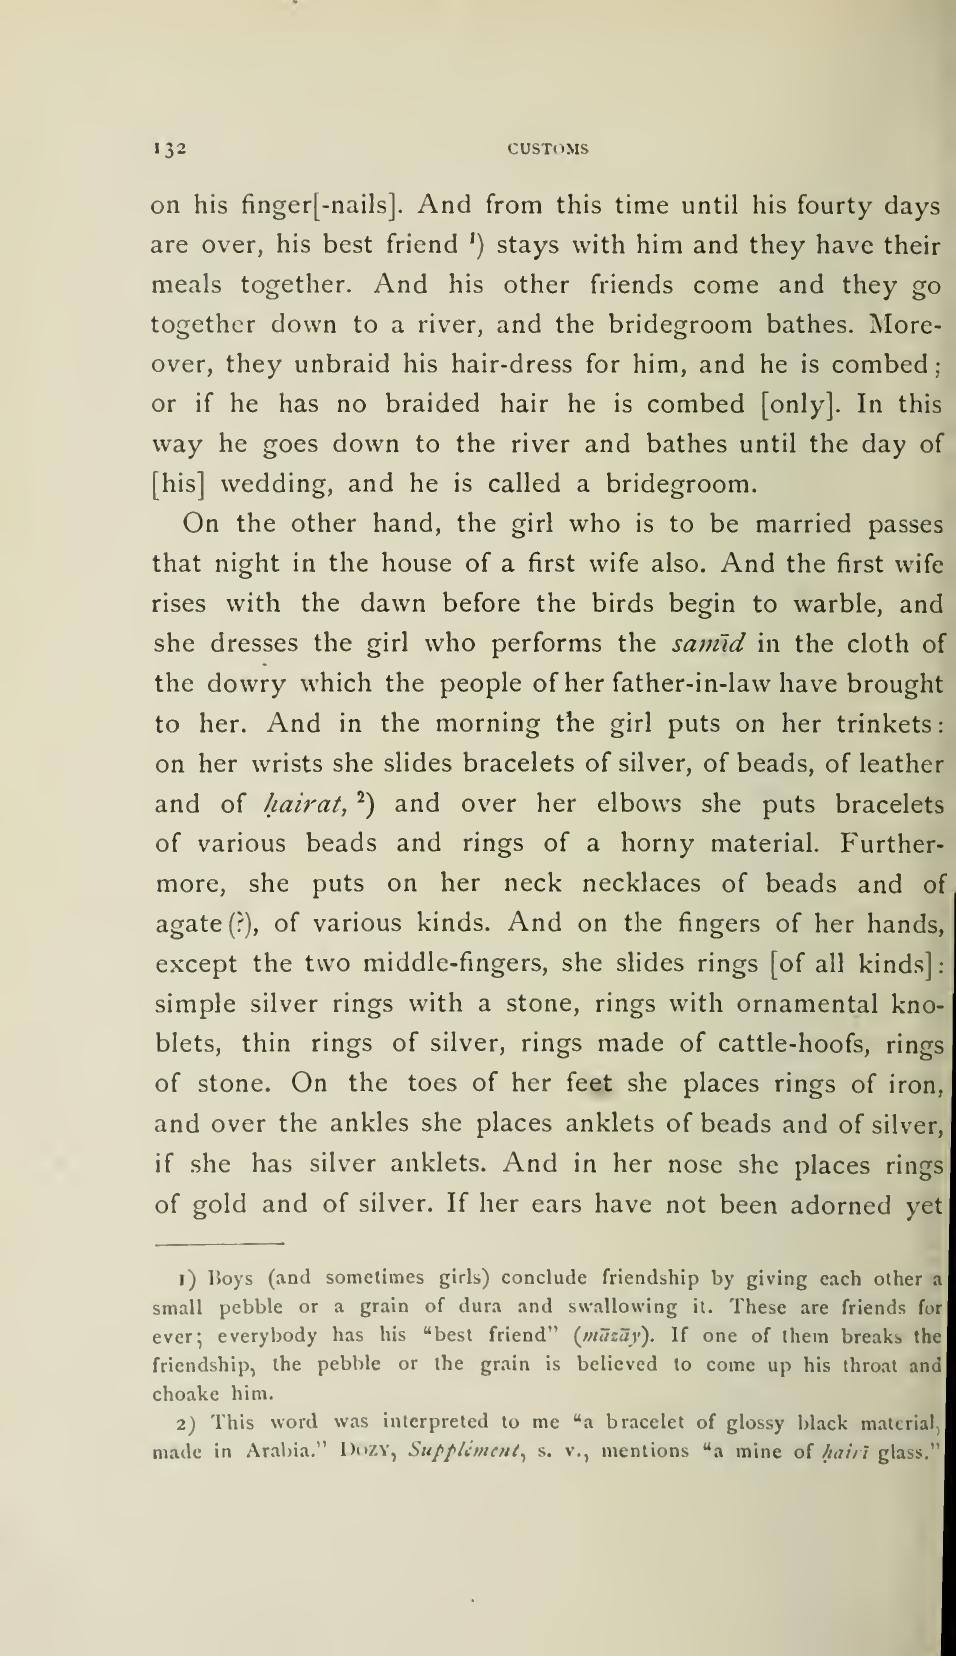 132 CUSTOMS
on his finger[-nails]. And from this time until his fourty days
are over, his best friend ¹) stays with him and they have their
meals together. And his other friends come and they go
together down to a river, and the bridegroom bathes. More-
over, they unbraid his hair-dress for him, and he is combed;
or if he has no braided hair he is combed [only]. In this
way he goes down to the river and bathes until the day of
[his] wedding, and he is called a bridegroom.
On the other hand, the girl who is to be married passes
that night in the house of a first wife also. And the first wife
rises with the dawn before the birds begin to warble, and
she dresses the girl who performs the samīd in the cloth of
the dowry which the people of her father-in-law have brought
to her. And in the morning the girl puts on her trinkets:
on her wrists she slides bracelets of silver, of beads, of leather
and of ḥairat, ²) and over her elbows she puts bracelets
of various beads and rings of a horny material. Further-
more, she puts on her neck necklaces of beads and of
agate (?), of various kinds. And on the fingers of her hands,
except the two middle-fingers, she slides rings [of all kinds]:
simple silver rings with a stone, rings with ornamental kno-
blets, thin rings of silver, rings made of cattle-hoofs, rings
of stone. On the toes of her feet she places rings of iron,
and over the ankles she places anklets of beads and of silver,
if she has silver anklets. And in her nose she places rings
of gold and of silver. If her ears have not been adorned yet
1) Boys (and sometimes girls) conclude friendship by giving each other a
small pebble or a grain of dura and swallowing it. These are friends for
ever; everybody has his “best friend” (māzāy). If one of them breaks the
friendship, the pebble or the grain is believed to come up his throat and
choake him.
2) This word was interpreted to me “a bracelet of glossy black material,
made in Arabia.” DOZY, Supplément, s. v., mentions “a mine of ḥairī glass.”